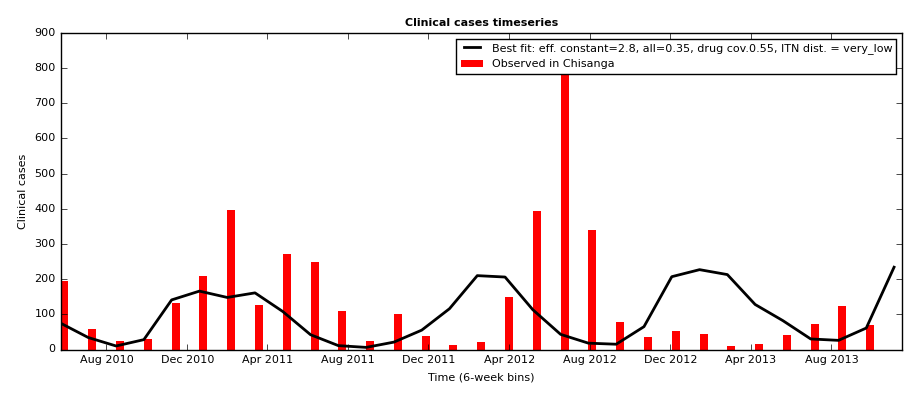 Clinical cases timeseries
Best fit: eff. constant=2.8, all=0.35, drug cov.0.55, ITN dist. = very_low
Observed in Chisanga
900
800
700
600
500
400
300
200
100
0
Clinical cases
Aug 2010 Dec 2010 Apr 2011 Aug 2011 Dec 2011 Apr 2012 Aug 2012 Dec 2012 Apr 2013 Aug 2013
Time (6-week bins)